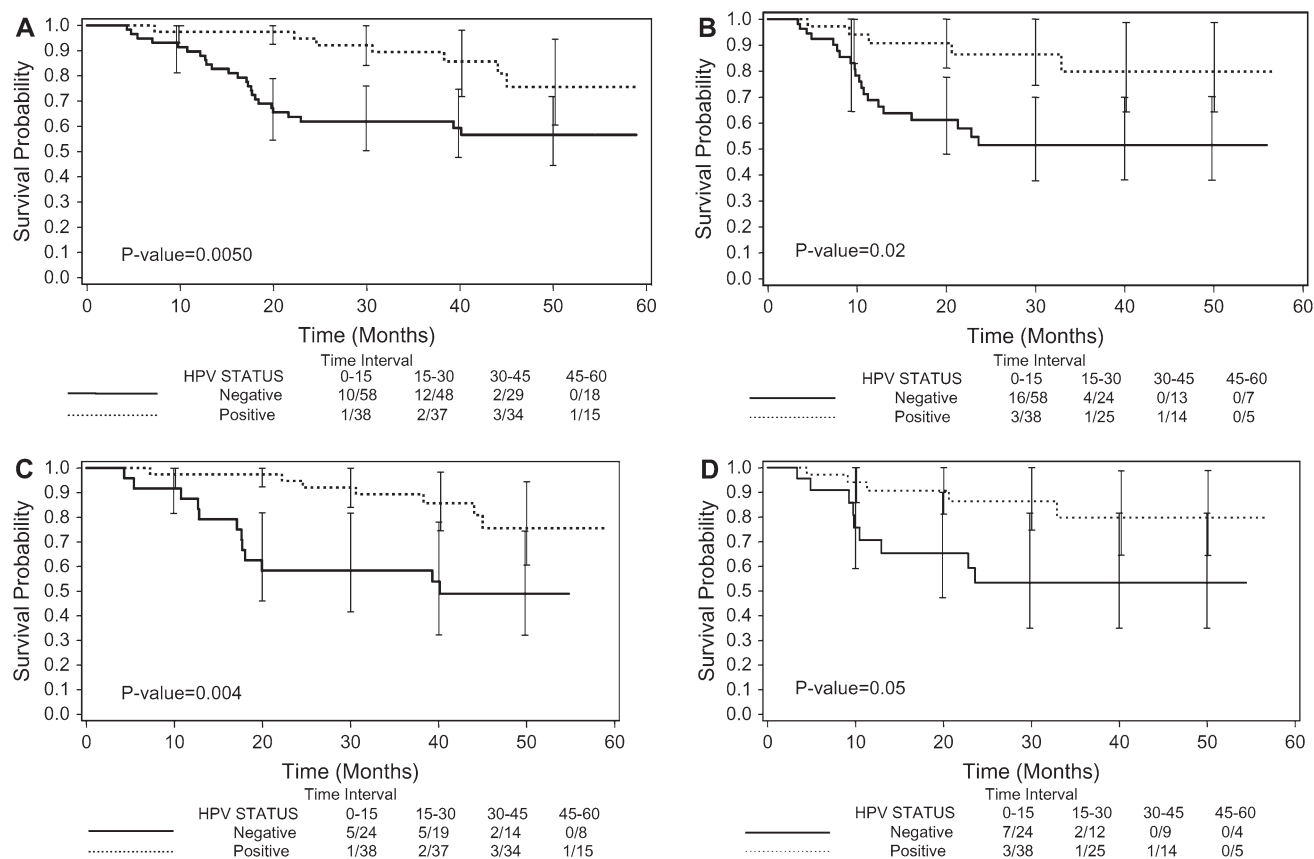 A
Survival Probability
1.0
0.9
0.8
0.7
0.6
0.5
0.4
0.3
0.2
0.1
0.0
P-value=0.0050
0 10 20 30 40 50 60
Time (Months)
Time Interval
HPV STATUS 0-15 15-30 30-45 45-60
Negative 10/58 12/48 2/29 0/18
Positive 1/38 2/37 3/34 1/15
B
Survival Probability
1.0
0.9
0.8
0.7
0.6
0.5
0.4
0.3
0.2
0.1
0.0
P-value=0.02
0 10 20 30 40 50 60
Time (Months)
Time Interval
HPV STATUS 0-15 15-30 30-45 45-60
Negative 16/58 4/24 0/13 0/7
Positive 3/38 1/25 1/14 0/5
C
Survival Probability
1.0
0.9
0.8
0.7
0.6
0.5
0.4
0.3
0.2
0.1
0.0
P-value=0.004
0 10 20 30 40 50 60
Time (Months)
Time Interval
HPV STATUS 0-15 15-30 30-45 45-60
Negative 5/24 5/19 2/14 0/8
Positive 1/38 2/37 3/34 1/15
D
Survival Probability
1.0
0.9
0.8
0.7
0.6
0.5
0.4
0.3
0.2
0.1
0.0
P-value=0.05
0 10 20 30 40 50 60
Time (Months)
Time Interval
HPV STATUS 0-15 15-30 30-45 45-60
Negative 7/24 2/12 0/9 0/4
Positive 3/38 1/25 1/14 0/5